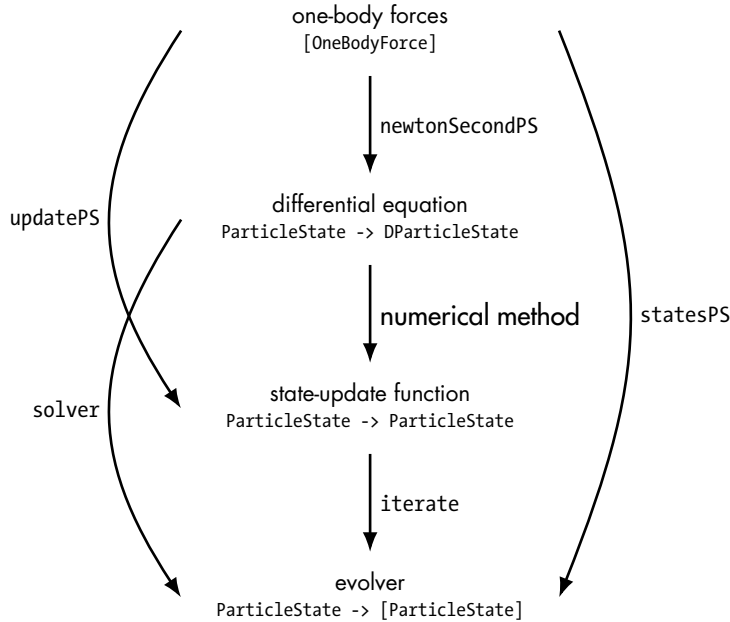 one-body forces
[OneBodyForce]
newtonSecondPS
differential equation
updatePS
ParticleState -> DParticleState
numerical method
statesPS
state-update function
solver
ParticleState -> ParticleState
iterate
evolver
ParticleState -> [ParticleState]